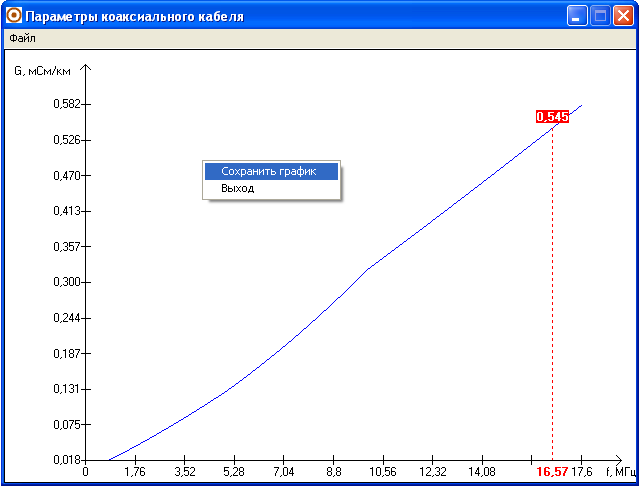 Параметры коаксиального кабеля
Файл
G, мСм/км
0,582
0,545
0,526
0,470
Сохранить график
Выход
0,413
0,357
0,300
0,244
0,187
0,131
0,075
0,018
0 1,76 3,52 5,28 7,04 8,8 10,56 12,32 14,08 16,57 17,6 f, МГц